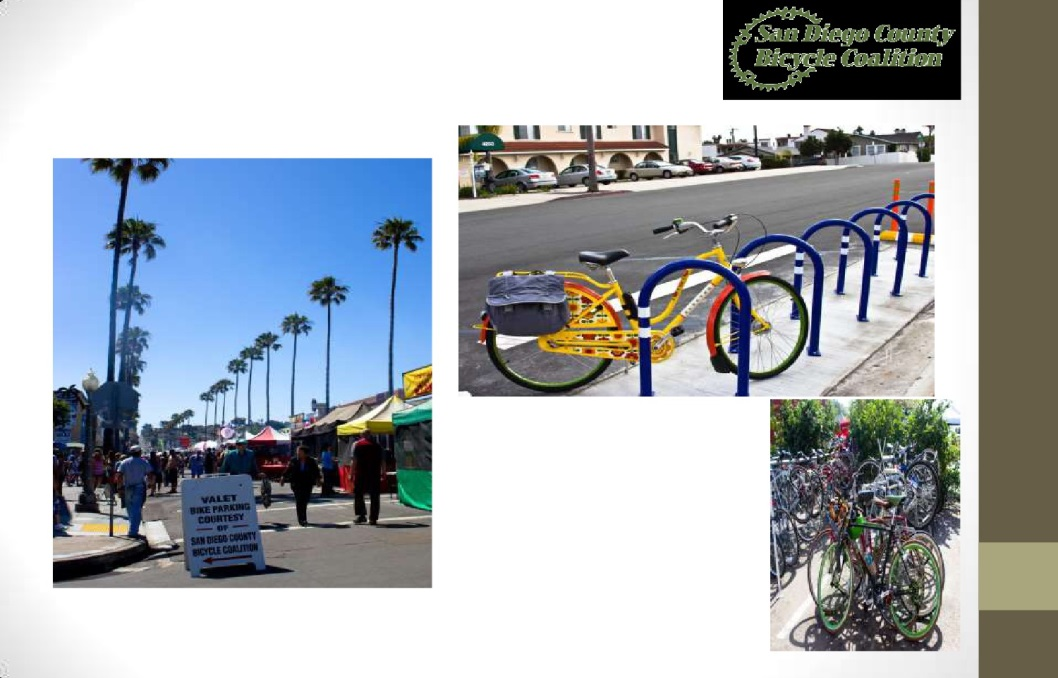 San Diego County
Bicycle Coalition
VALET
BIKE PARKING
COURTESY
OF
SAN DIEGO COUNTY
BICYCLE COALITION